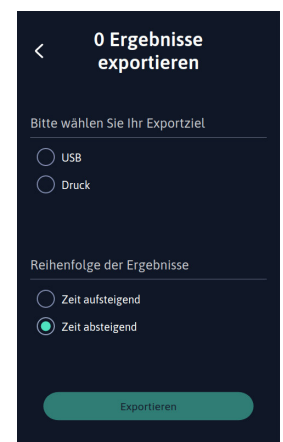 0 Ergebnisse
exportieren
Bitte wählen Sie Ihr Exportziel
USB
Druck
Reihenfolge der Ergebnisse
Zeit aufsteigend
Zeit absteigend
Exportieren